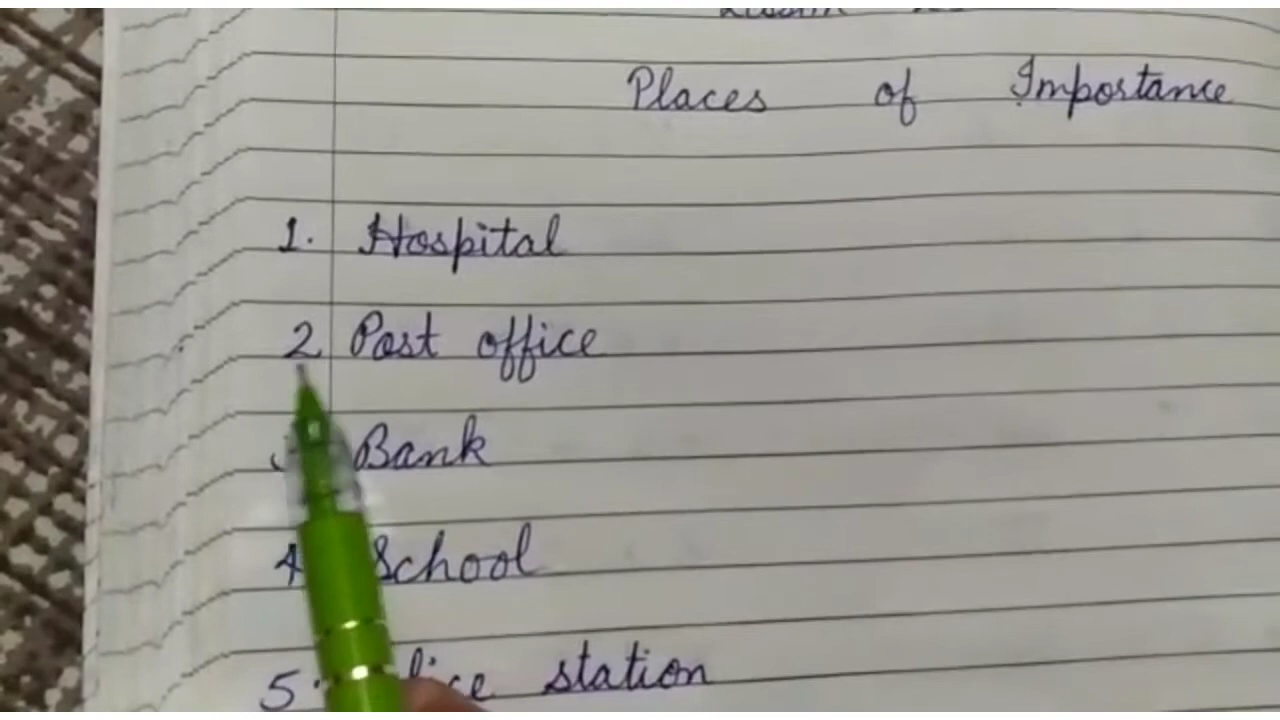 Places of Importance
1. Hospital
2 Post office
Bank
4 School
5. station